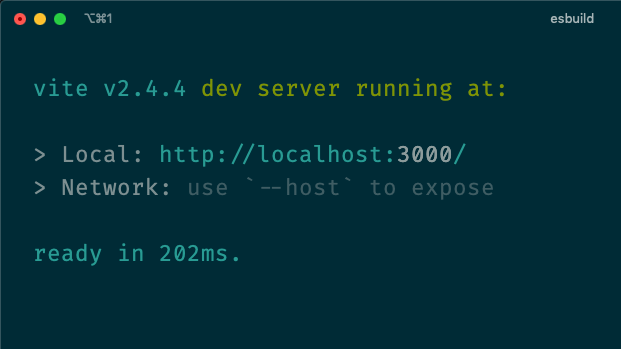 ⌥⌘1 esbuild
vite v2.4.4 dev server running at:
> Local: http://localhost:3000/
> Network: use `--host` to expose
ready in 202ms.